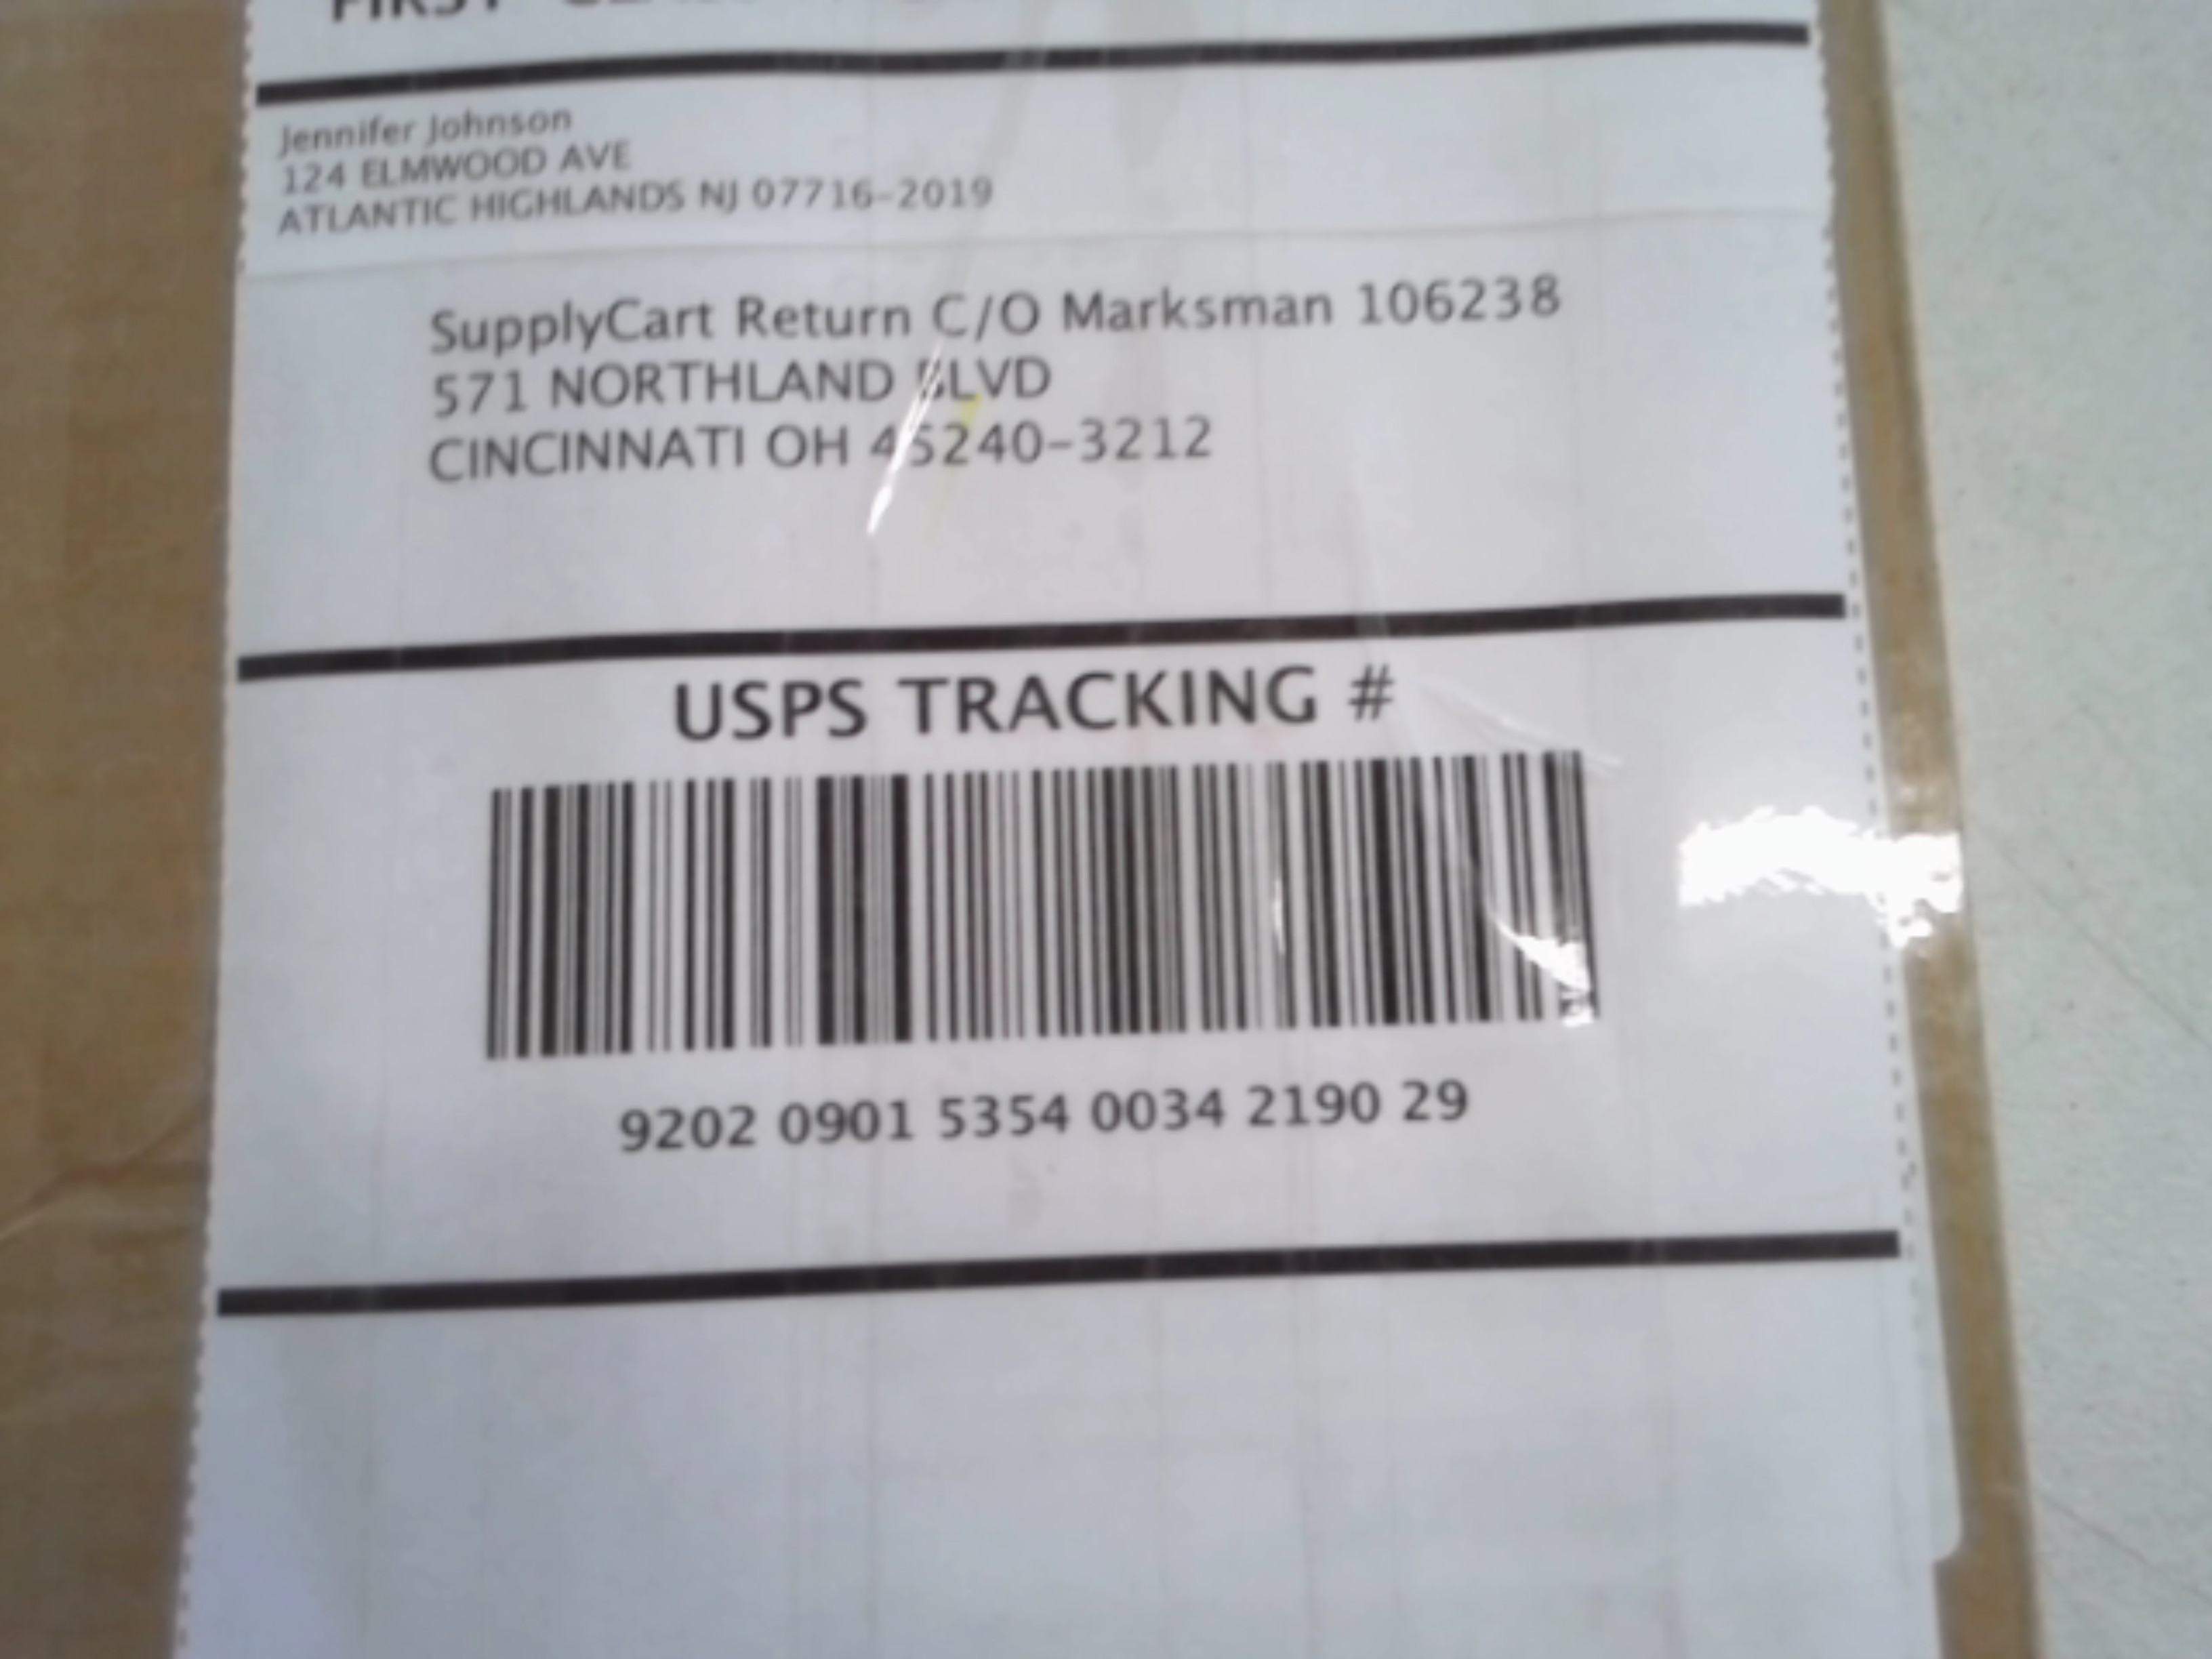 FIRST
Jennifer Johnson
124 ELMWOOD AVE
ATLANTIC HIGHLANDS NJ 07716-2019
SupplyCart Return C/O Marksman 106238
571 NORTHLAND BLVD
CINCINNATI OH 45240-3212
USPS TRACKING #
9202 0901 5354 0034 2190 29